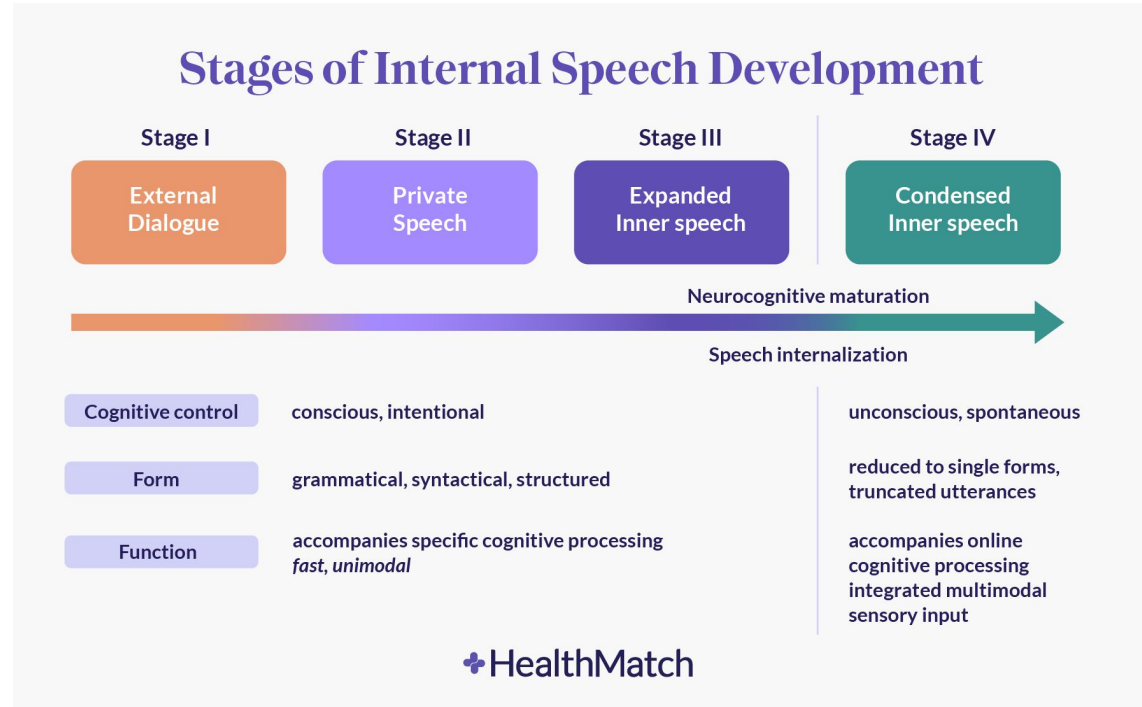 Stages of Internal Speech Development
Stage I
Stage II
Stage III
Stage IV
External
Dialogue
Private
Speech
Expanded
Inner speech
Condensed
Inner speech
Neurocognitive maturation
Speech internalization
Cognitive control
conscious, intentional
unconscious, spontaneous
Form
grammatical, syntactical, structured
reduced to single forms,
truncated utterances
Function
accompanies specific cognitive processing
fast, unimodal
accompanies online
cognitive processing
integrated multimodal
sensory input
HealthMatch